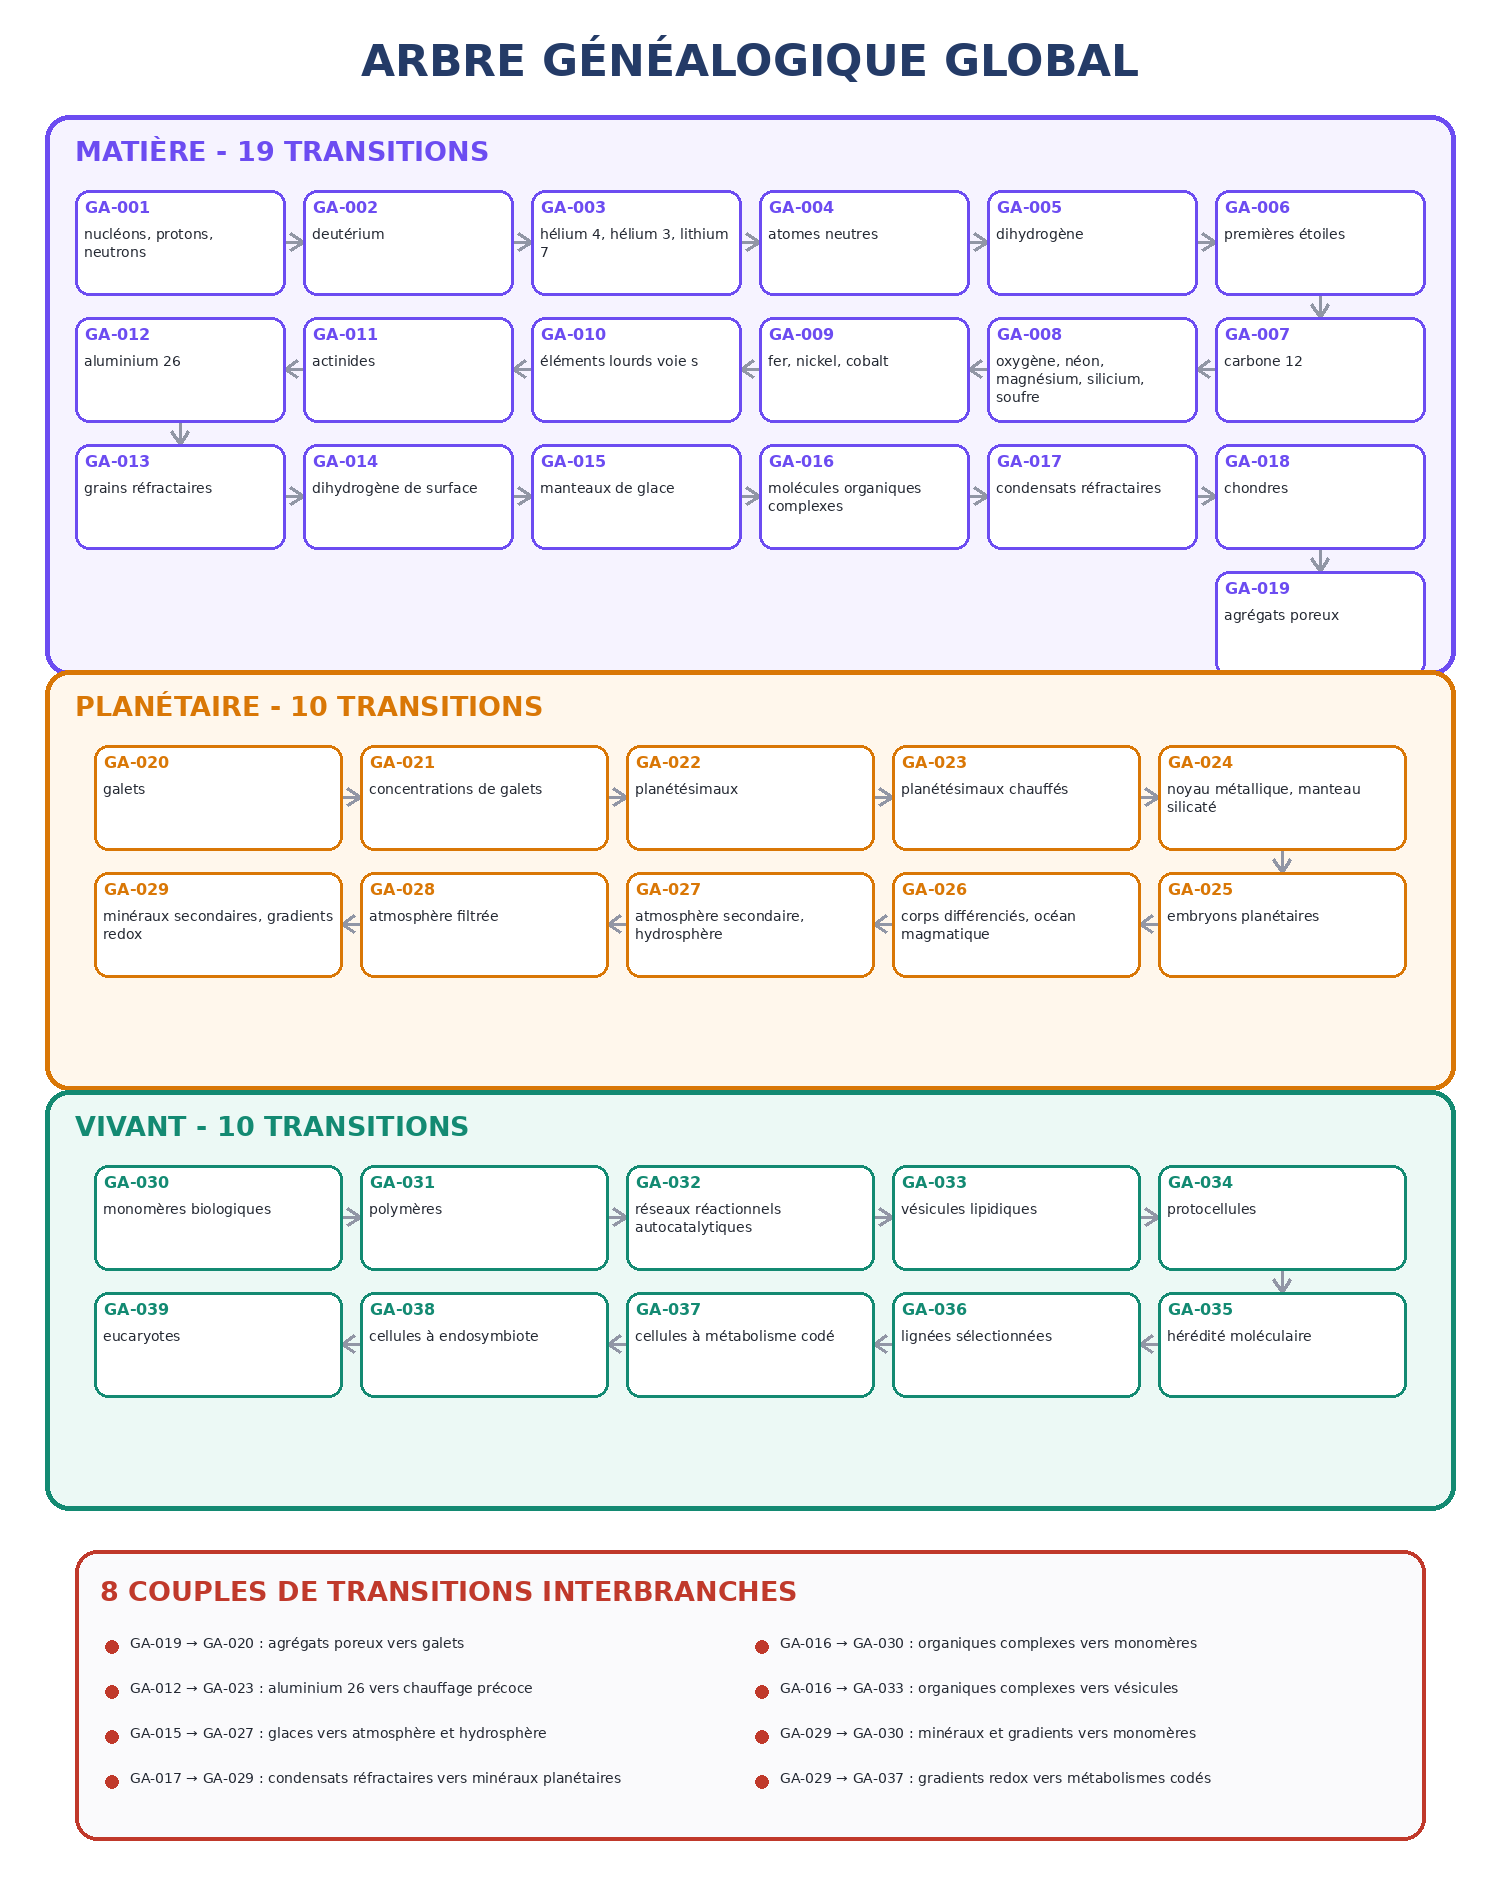 ARBRE GÉNÉALOGIQUE GLOBAL
MATIÈRE - 19 TRANSITIONS
GA-001
nucléons, protons,
neutrons
GA-002
deutérium
GA-003
hélium 4, hélium 3, lithium
7
GA-004
atomes neutres
GA-005
dihydrogène
GA-006
premières étoiles
GA-012
aluminium 26
GA-011
actinides
GA-010
éléments lourds voie s
GA-009
fer, nickel, cobalt
GA-008
oxygène, néon,
magnésium, silicium,
soufre
GA-007
carbone 12
GA-013
grains réfractaires
GA-014
dihydrogène de surface
GA-015
manteaux de glace
GA-016
molécules organiques
complexes
GA-017
condensats réfractaires
GA-018
chondres
GA-019
agrégats poreux
PLANÉTAIRE - 10 TRANSITIONS
GA-020
galets
GA-021
concentrations de galets
GA-022
planétésimaux
GA-023
planétésimaux chauffés
GA-024
noyau métallique, manteau
silicaté
GA-029
minéraux secondaires, gradients
redox
GA-028
atmosphère filtrée
GA-027
atmosphère secondaire,
hydrosphère
GA-026
corps différenciés, océan
magmatique
GA-025
embryons planétaires
VIVANT - 10 TRANSITIONS
GA-030
monomères biologiques
GA-031
polymères
GA-032
réseaux réactionnels
autocatalytiques
GA-033
vésicules lipidiques
GA-034
protocellules
GA-039
eucaryotes
GA-038
cellules à endosymbiote
GA-037
cellules à métabolisme codé
GA-036
lignées sélectionnées
GA-035
hérédité moléculaire
8 COUPLES DE TRANSITIONS INTERBRANCHES
GA-019 → GA-020 : agrégats poreux vers galets
GA-012 → GA-023 : aluminium 26 vers chauffage précoce
GA-015 → GA-027 : glaces vers atmosphère et hydrosphère
GA-017 → GA-029 : condensats réfractaires vers minéraux planétaires
GA-016 → GA-030 : organiques complexes vers monomères
GA-016 → GA-033 : organiques complexes vers vésicules
GA-029 → GA-030 : minéraux et gradients vers monomères
GA-029 → GA-037 : gradients redox vers métabolismes codés